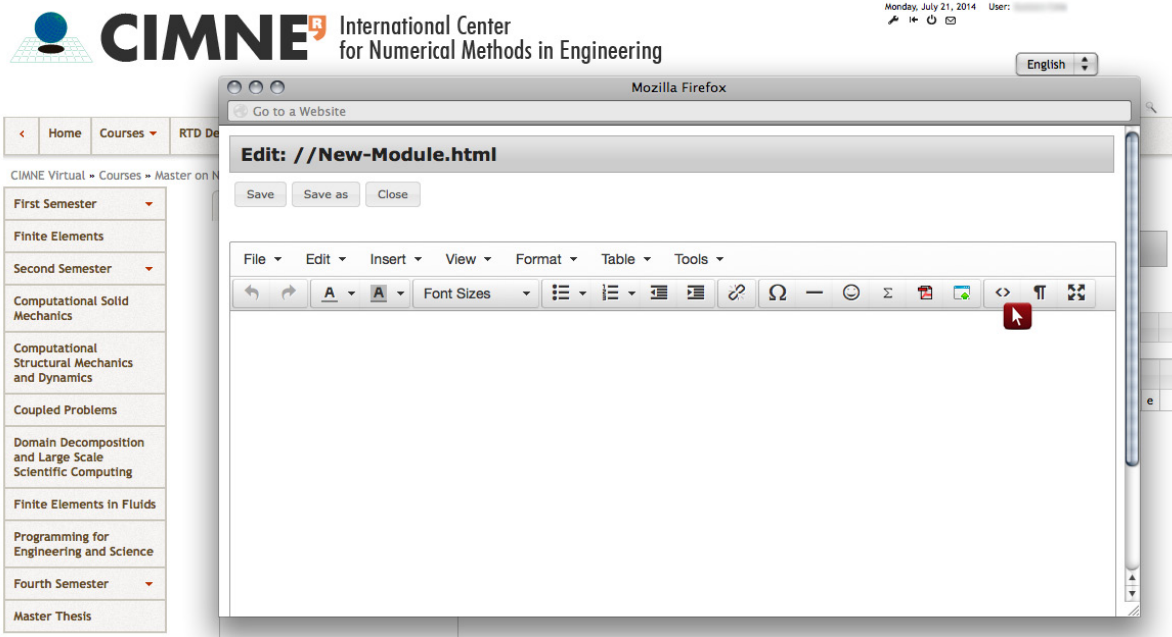 Monday, July 21, 2014 User:
CIMNE R
International Center
for Numerical Methods in Engineering
English
Mozilla Firefox
Go to a Website
Home Courses RTD De
CIMNE Virtual » Courses » Master on N
First Semester
Finite Elements
Second Semester
Computational Solid
Mechanics
Computational
Structural Mechanics
and Dynamics
Coupled Problems
Domain Decomposition
and Large Scale
Scientific Computing
Finite Elements in Fluids
Programming for
Engineering and Science
Fourth Semester
Master Thesis
Edit: //New-Module.html
Save Save as Close
File Edit Insert View Format Table Tools
A A Font Sizes Ω Σ <> ¶
e